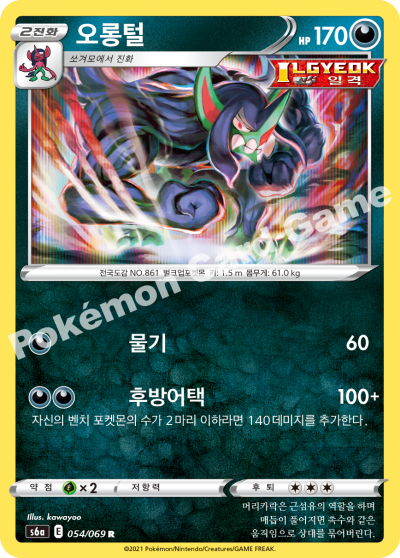 2진화
오롱털
HP 170
쏘겨모에서 진화
ILGYEOK
일격
전국도감 NO.861 벌크업포켓몬 키: 1.5 m 몸무게: 61.0 kg
Pokémon Card Game
물기 60
후방어택 100+
자신의 벤치 포켓몬의 수가 2마리 이하라면 140데미지를 추가한다.
약점 ×2 저항력 후퇴
Illus. kawayoo
s6a E 054/069 R
머리카락은 근섬유의 역할을 하며
매듭이 풀어지면 촉수와 같은
움직임으로 상대를 묶어버린다.
©2021 Pokémon/Nintendo/Creatures/GAME FREAK.